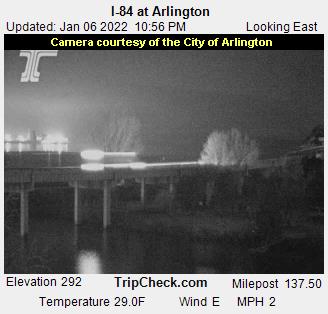 I-84 at Arlington
Updated: Jan 06 2022 10:56 PM Looking East
Camera courtesy of the City of Arlington
Elevation 292 TripCheck.com Milepost 137.50
Temperature 29.0F Wind E MPH 2